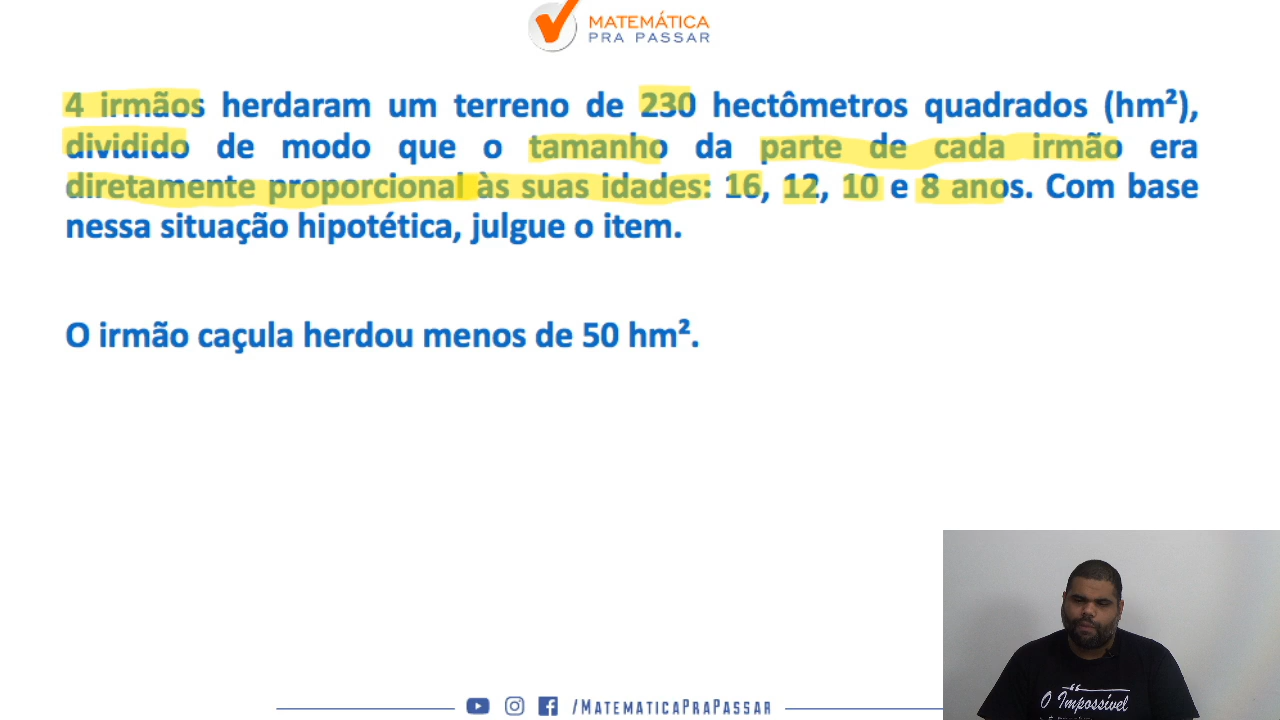 MATEMÁTICA
PRA PASSAR
4 irmãos herdaram um terreno de 230 hectômetros quadrados (hm²),
dividido de modo que o tamanho da parte de cada irmão era
diretamente proporcional às suas idades: 16, 12, 10 e 8 anos. Com base
nessa situação hipotética, julgue o item.
O irmão caçula herdou menos de 50 hm².
O Impossível
/MATEMATICAPRAPASSAR